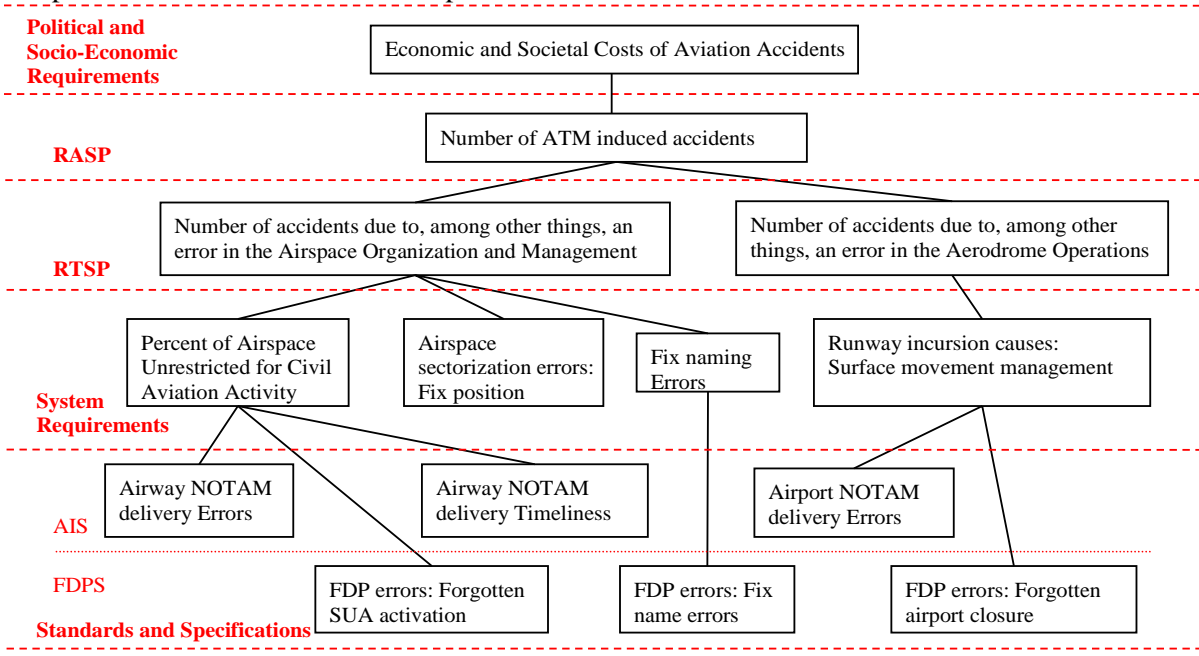 Political and
Socio-Economic
Requirements
Economic and Societal Costs of Aviation Accidents
Number of ATM induced accidents
RASP
Number of accidents due to, among other things, an
error in the Airspace Organization and Management
Number of accidents due to, among other
things, an error in the Aerodrome Operations
RTSP
Percent of Airspace
Unrestricted for Civil
Aviation Activity
Airspace
sectorization errors:
Fix position
Fix naming
Errors
Runway incursion causes:
Surface movement management
System
Requirements
Airway NOTAM
delivery Errors
Airway NOTAM
delivery Timeliness
Airport NOTAM
delivery Errors
AIS
FDPS
FDP errors: Forgotten
SUA activation
FDP errors: Fix
name errors
FDP errors: Forgotten
airport closure
Standards and Specifications